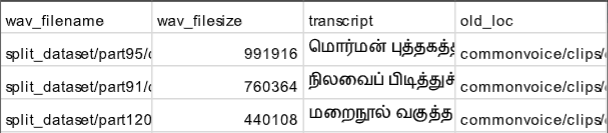 wav_filename wav_filesize transcript old_loc
split_dataset/part95/ 991916 மொர்மன் commonvoice/clips/
split_dataset/part91/ 760364 நிலவைப் commonvoice/clips/
split_dataset/part120 440108 மறைநூல் வகுத்த commonvoice/clips/